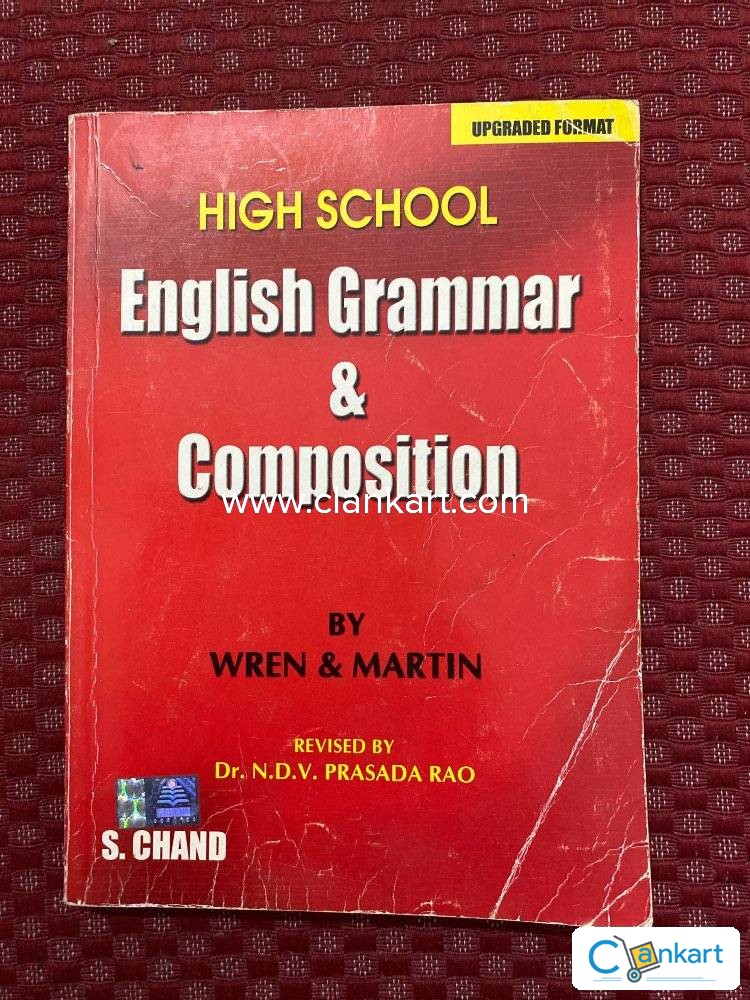 UPGRADED FORMAT
HIGH SCHOOL
English Grammar
&
Composition
www.clankart.com
BY
WREN & MARTIN
REVISED BY
Dr. N.D.V. PRASADA RAO
S. CHAND
Clankart